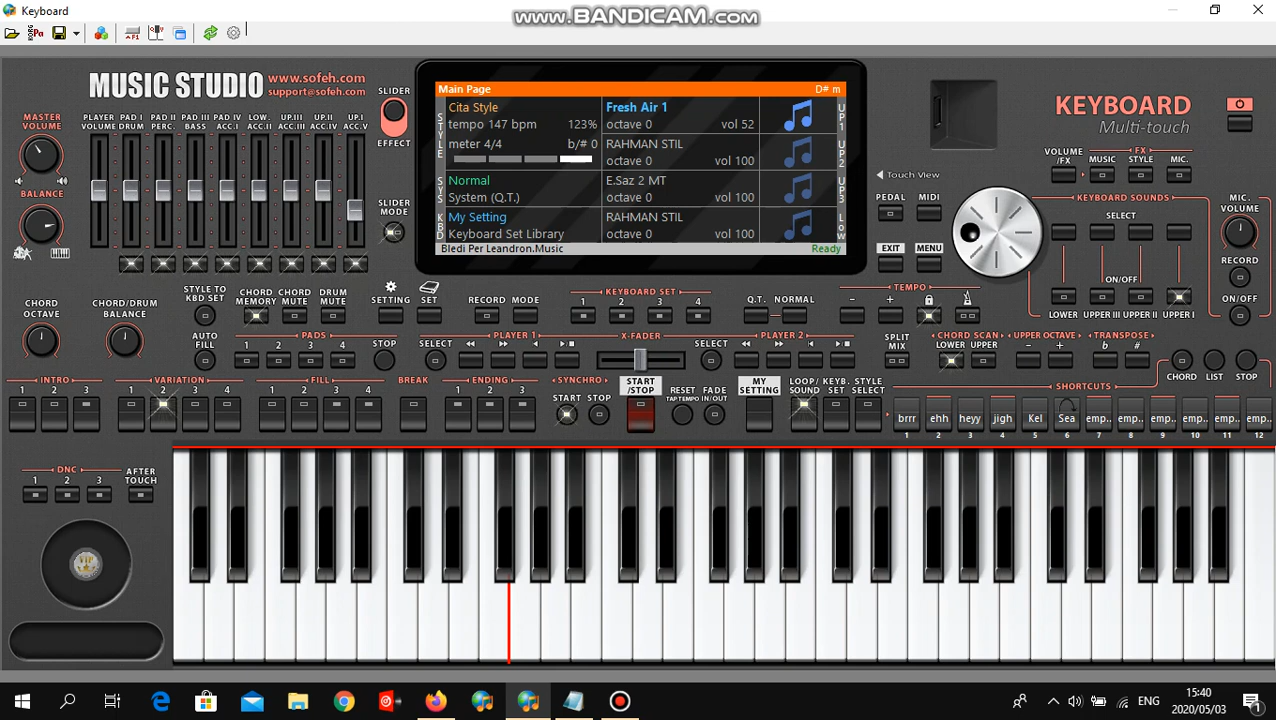 Keyboard
www.BANDICAM.com
MUSIC STUDIO
www.sofeh.com
support@sofeh.com
SLIDER
EFFECT
MASTER VOLUME
PLAYER VOLUME
PAD I DRUM
PAD II PERC
PAD III BASS
PAD IV ACC.I
LOW. ACC.II
UP.III ACC.III
UP.II ACC.IV
UP.I ACC.V
BALANCE
SLIDER MODE
Main Page D# m
STYLE
Cita Style
tempo 147 bpm 123%
meter 4/4 b/# 0
SYS
Normal
System (Q.T.)
KBD
My Setting
Keyboard Set Library
Fresh Air 1
octave 0 vol 52
RAHMAN STIL
octave 0 vol 100
E.Saz 2 MT
octave 0 vol 100
RAHMAN STIL
octave 0 vol 100
UP1
UP2
UP3
Low
Bledi Per Leandron.Music Ready
KEYBOARD
Multi-touch
Touch View
VOLUME /FX
FX
MUSIC STYLE MIC.
PEDAL MIDI
KEYBOARD SOUNDS
SELECT
MIC. VOLUME
EXIT MENU
RECORD
ON/OFF
ON/OFF
LOWER UPPER III UPPER II UPPER I
CHORD OCTAVE
CHORD/DRUM BALANCE
STYLE TO KBD SET
CHORD MEMORY
CHORD MUTE
DRUM MUTE
SETTING SET
RECORD MODE
KEYBOARD SET
1 2 3 4
Q.T. NORMAL
TEMPO
- +
AUTO FILL
PADS
1 2 3 4
STOP
SELECT
PLAYER 1
X-FADER
SELECT
PLAYER 2
SPLIT MIX
CHORD SCAN
LOWER UPPER
UPPER OCTAVE
- +
TRANSPOSE
b #
CHORD LIST STOP
INTRO
1 2 3
VARIATION
1 2 3 4
FILL
1 2 3 4
BREAK
ENDING
1 2 3
SYNCHRO
START STOP
START /STOP
RESET
TAP TEMPO
FADE IN/OUT
MY SETTING
LOOP/ SOUND
KEYB. SET
STYLE SELECT
SHORTCUTS
brrr ehh heyy jigh Kel Sea emp.. emp.. emp.. emp.. emp.. emp..
1 2 3 4 5 6 7 8 9 10 11 12
DNC
1 2 3
AFTER TOUCH
ENG
15:40
2020/05/03